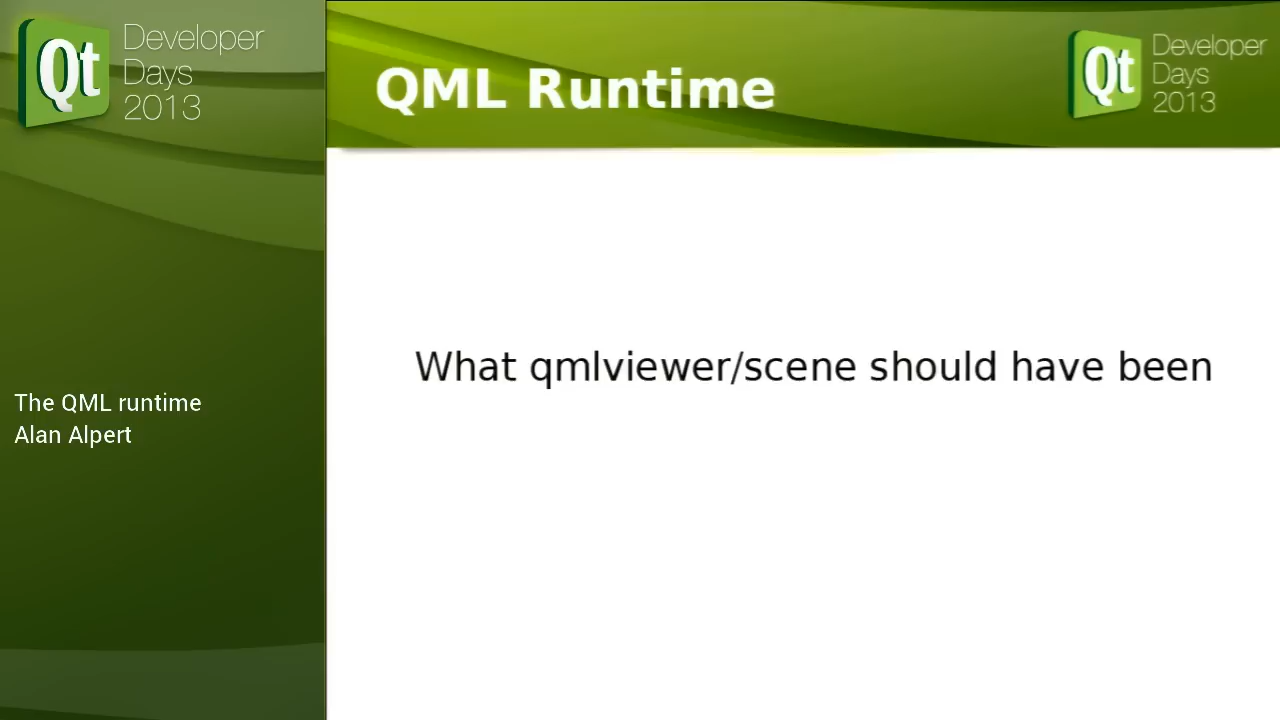 Qt Developer
Days
2013
The QML runtime
Alan Alpert
QML Runtime
Qt Developer
Days
2013
What qmlviewer/scene should have been